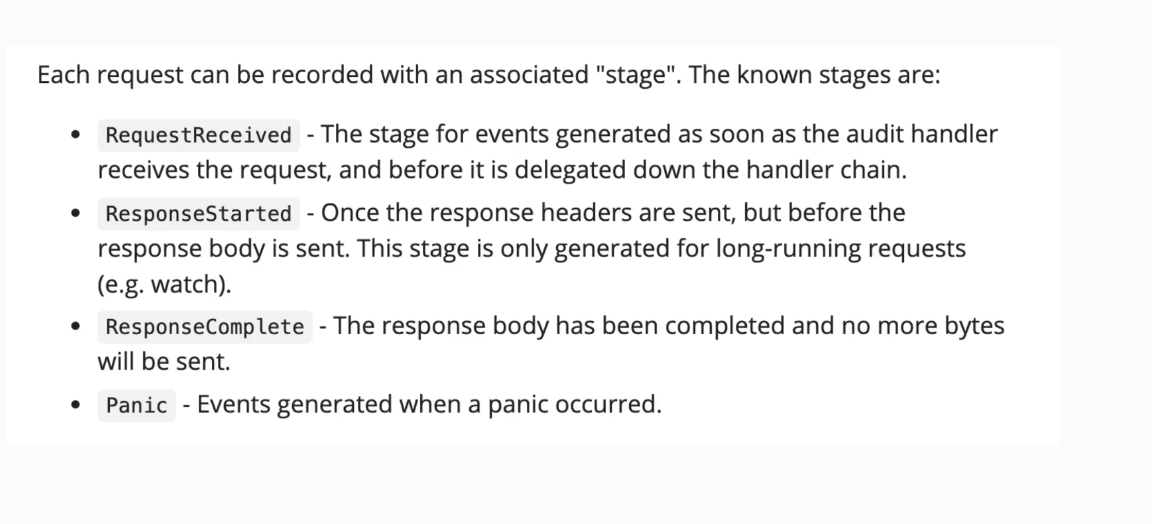 Each request can be recorded with an associated "stage". The known stages are:
• RequestReceived - The stage for events generated as soon as the audit handler
receives the request, and before it is delegated down the handler chain.
• ResponseStarted - Once the response headers are sent, but before the
response body is sent. This stage is only generated for long-running requests
(e.g. watch).
• ResponseComplete - The response body has been completed and no more bytes
will be sent.
• Panic - Events generated when a panic occurred.